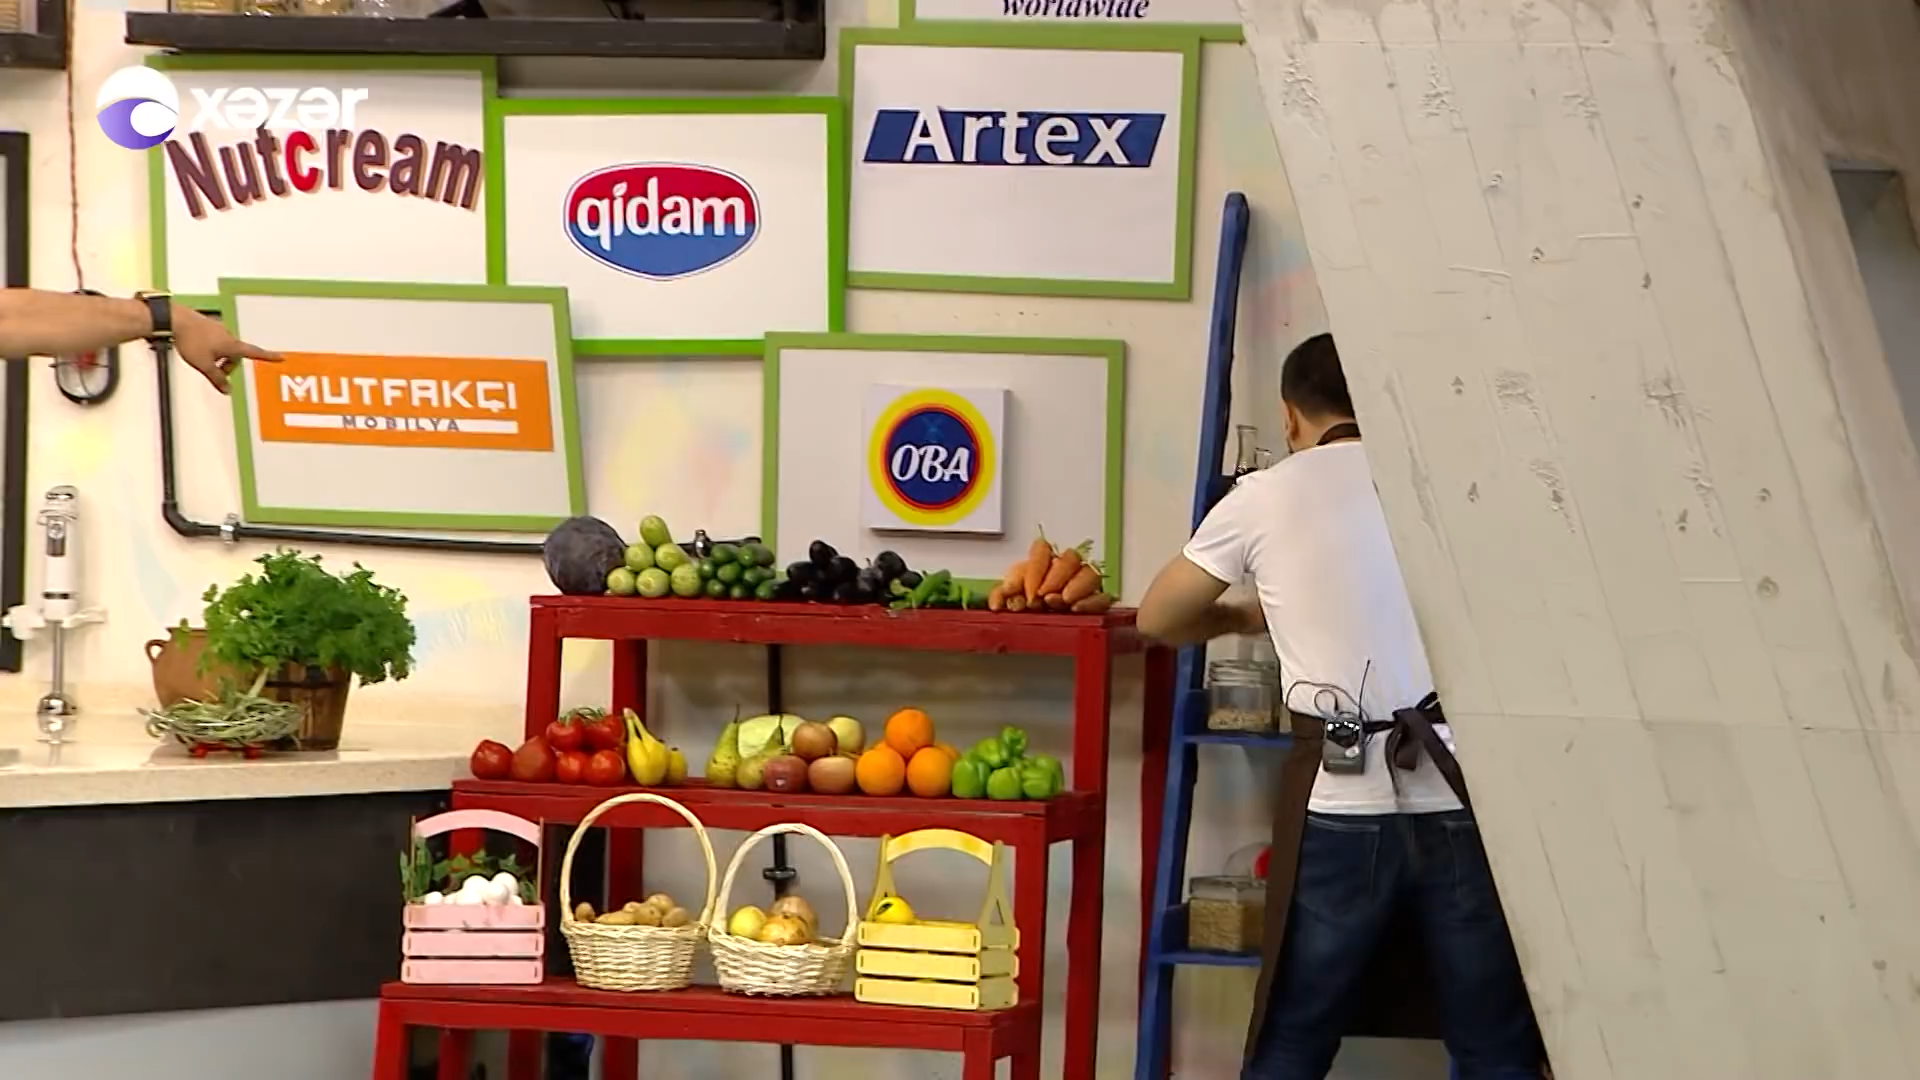 worldwide
xəzər
Nutcream
qidam
Artex
MUTFAKÇI
MOBİLYA
OBA